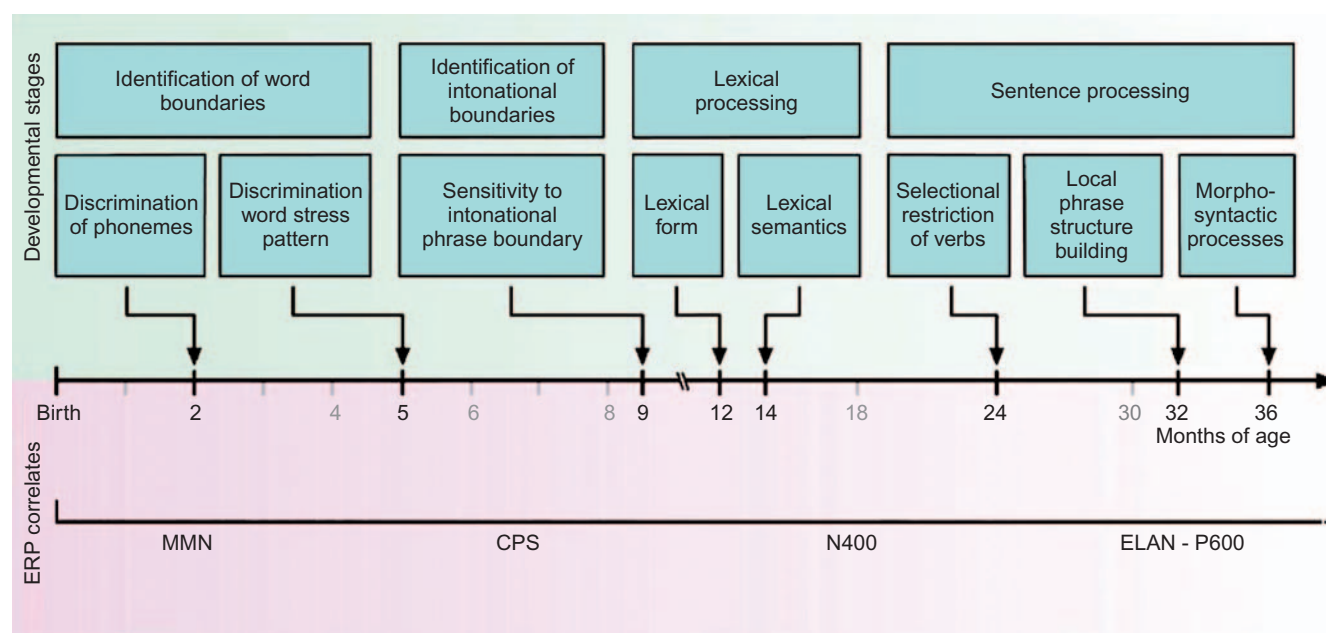 Developmental stages
Identification of word
boundaries
Identification of
intonational
boundaries
Lexical
processing
Sentence processing
Discrimination
of phonemes
Discrimination
word stress
pattern
Sensitivity to
intonational
phrase boundary
Lexical
form
Lexical
semantics
Selectional
restriction
of verbs
Local
phrase
structure
building
Morpho-
syntactic
processes
Birth 2 4 5 6 8 9 12 14 18 24 30 32 36
Months of age
ERP correlates
MMN CPS N400 ELAN - P600